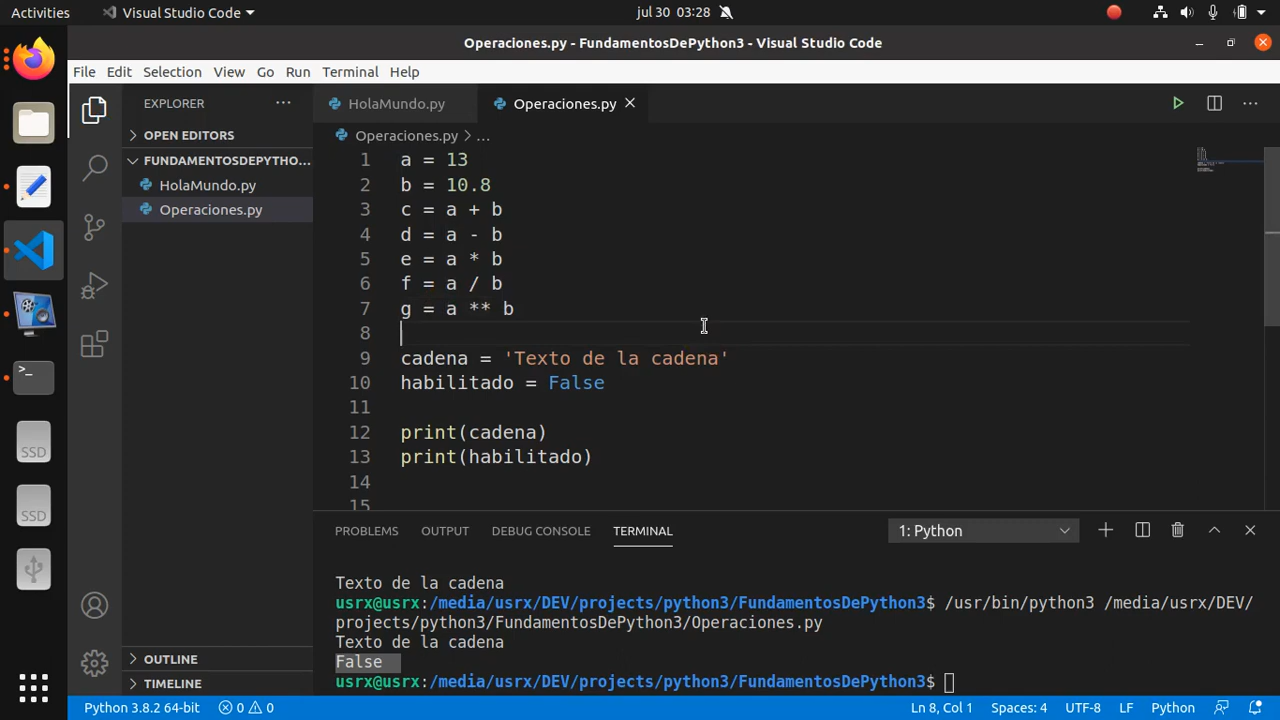 Activities
Visual Studio Code
jul 30 03:28
Operaciones.py - FundamentosDePython3 - Visual Studio Code
File Edit Selection View Go Run Terminal Help
EXPLORER
HolaMundo.py
Operaciones.py
OPEN EDITORS
Operaciones.py > ...
FUNDAMENTOSDEPYTHO...
HolaMundo.py
Operaciones.py
1 a = 13
2 b = 10.8
3 c = a + b
4 d = a - b
5 e = a * b
6 f = a / b
7 g = a ** b
8
9 cadena = 'Texto de la cadena'
10 habilitado = False
11
12 print(cadena)
13 print(habilitado)
14
15
PROBLEMS OUTPUT DEBUG CONSOLE TERMINAL
1: Python
Texto de la cadena
usrx@usrx:/media/usrx/DEV/projects/python3/FundamentosDePython3$ /usr/bin/python3 /media/usrx/DEV/
projects/python3/FundamentosDePython3/Operaciones.py
Texto de la cadena
False
usrx@usrx:/media/usrx/DEV/projects/python3/FundamentosDePython3$
SSD
SSD
OUTLINE
TIMELINE
Python 3.8.2 64-bit
0
0
Ln 8, Col 1
Spaces: 4
UTF-8
LF
Python